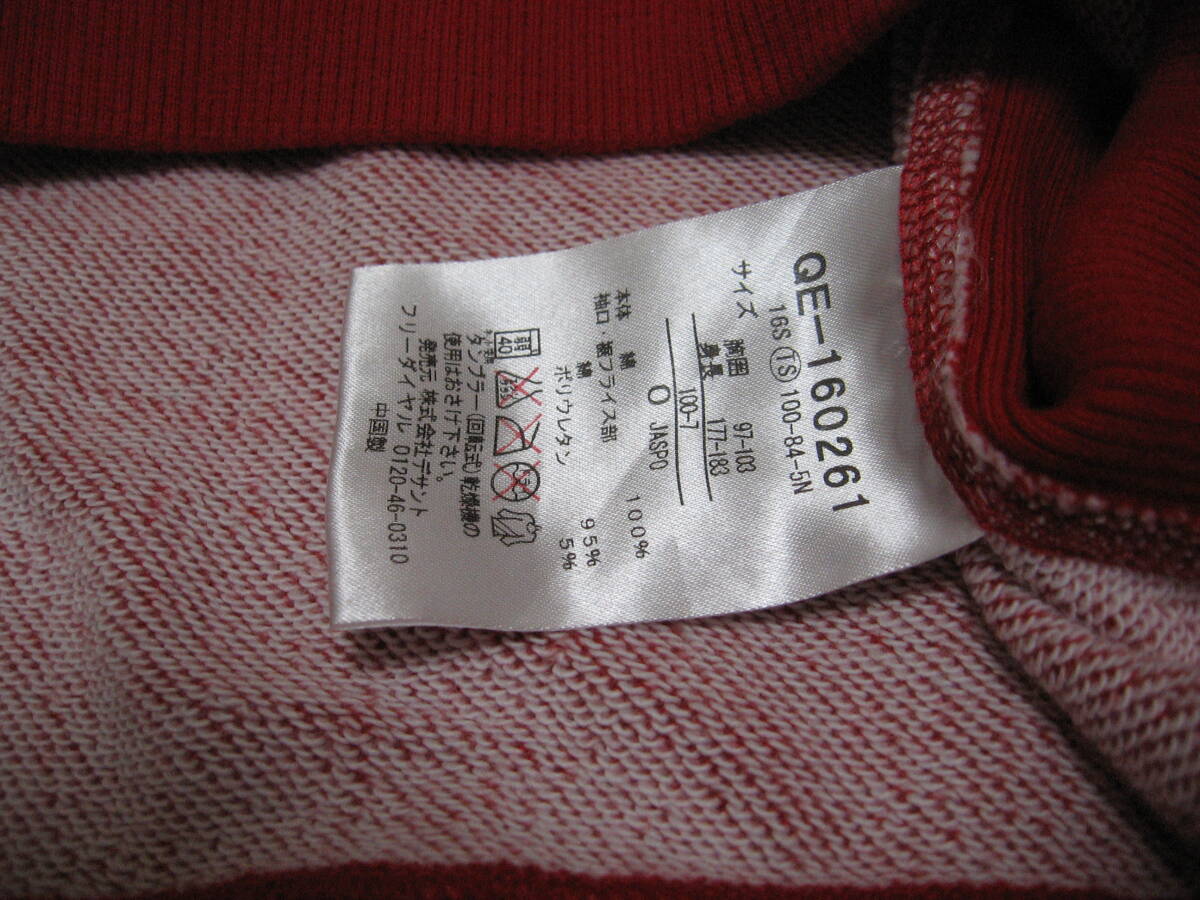 QE-160261
16S TS 100-84-5N
サイズ
胸囲 97-103
身長 177-183
100-7
O JASPO
本体 綿 100%
袖口・裾フライス部
綿 95%
ポリウレタン 5%
40
タンブラー(回転式)乾燥機の
使用はおさけ下さい。
発売元 株式会社デサント
フリーダイヤル 0120-46-0310
中国製